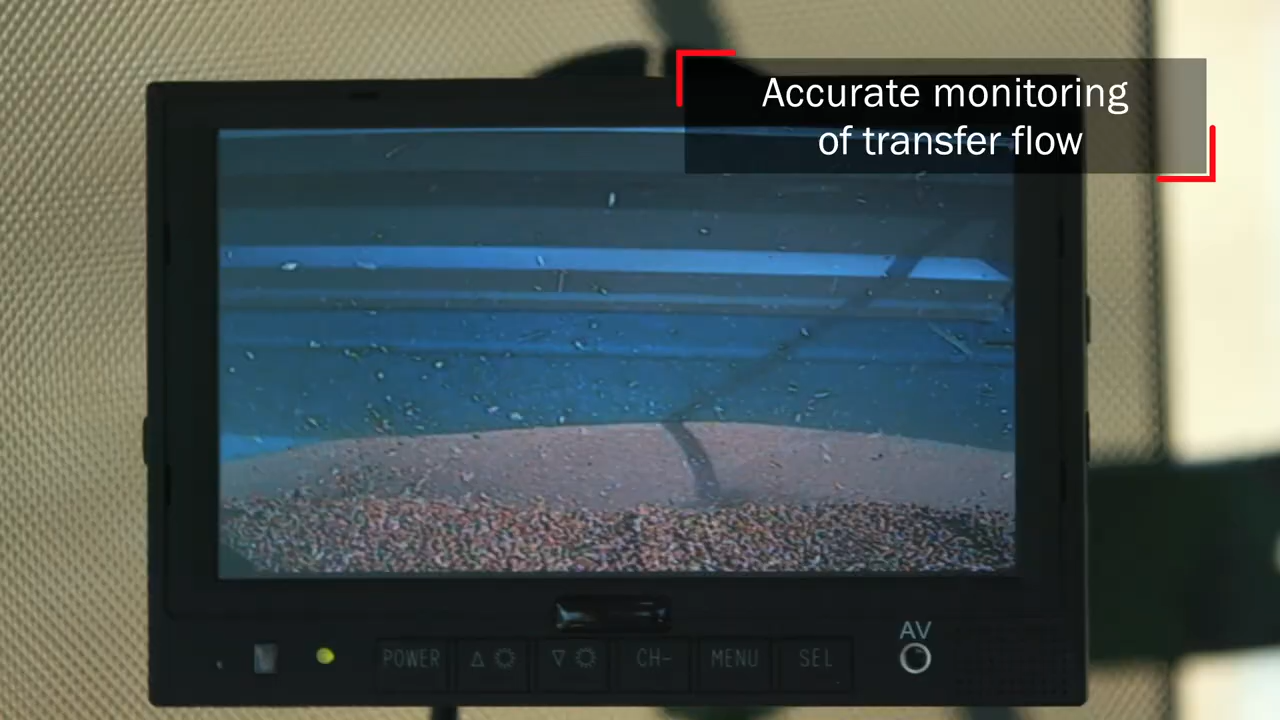 Accurate monitoring
of transfer flow
AV
POWER
CH-
MENU
SEL